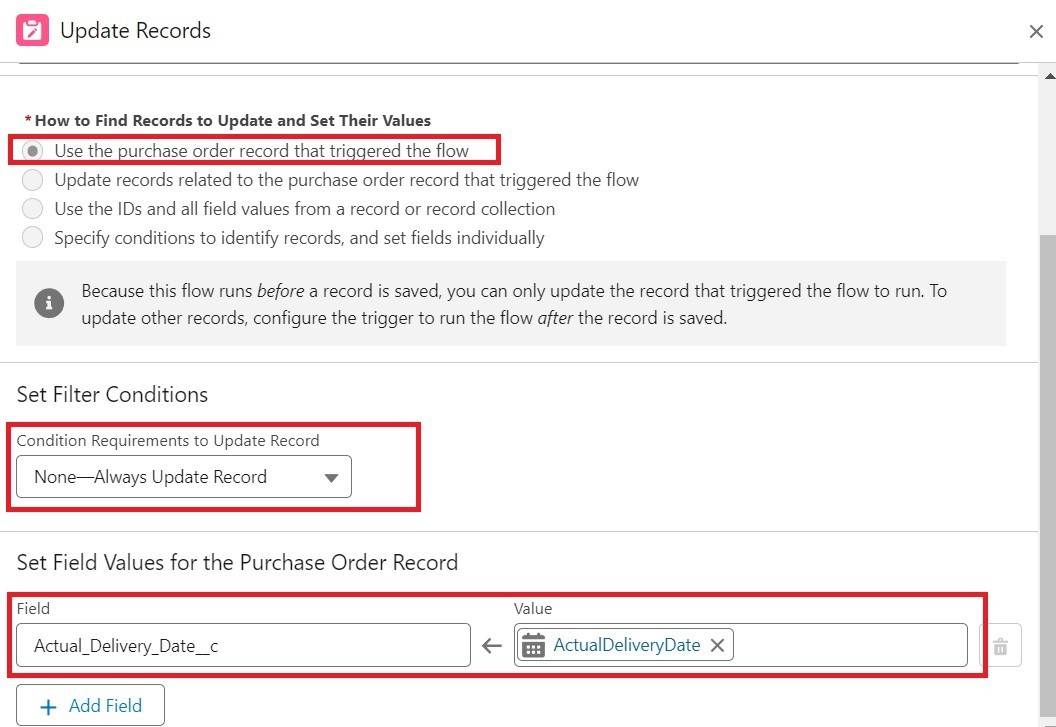 Update Records
* How to Find Records to Update and Set Their Values
Use the purchase order record that triggered the flow
Update records related to the purchase order record that triggered the flow
Use the IDs and all field values from a record or record collection
Specify conditions to identify records, and set fields individually
Because this flow runs before a record is saved, you can only update the record that triggered the flow to run. To
update other records, configure the trigger to run the flow after the record is saved.
Set Filter Conditions
Condition Requirements to Update Record
None—Always Update Record
Set Field Values for the Purchase Order Record
Field Value
Actual_Delivery_Date__c ActualDeliveryDate
Add Field